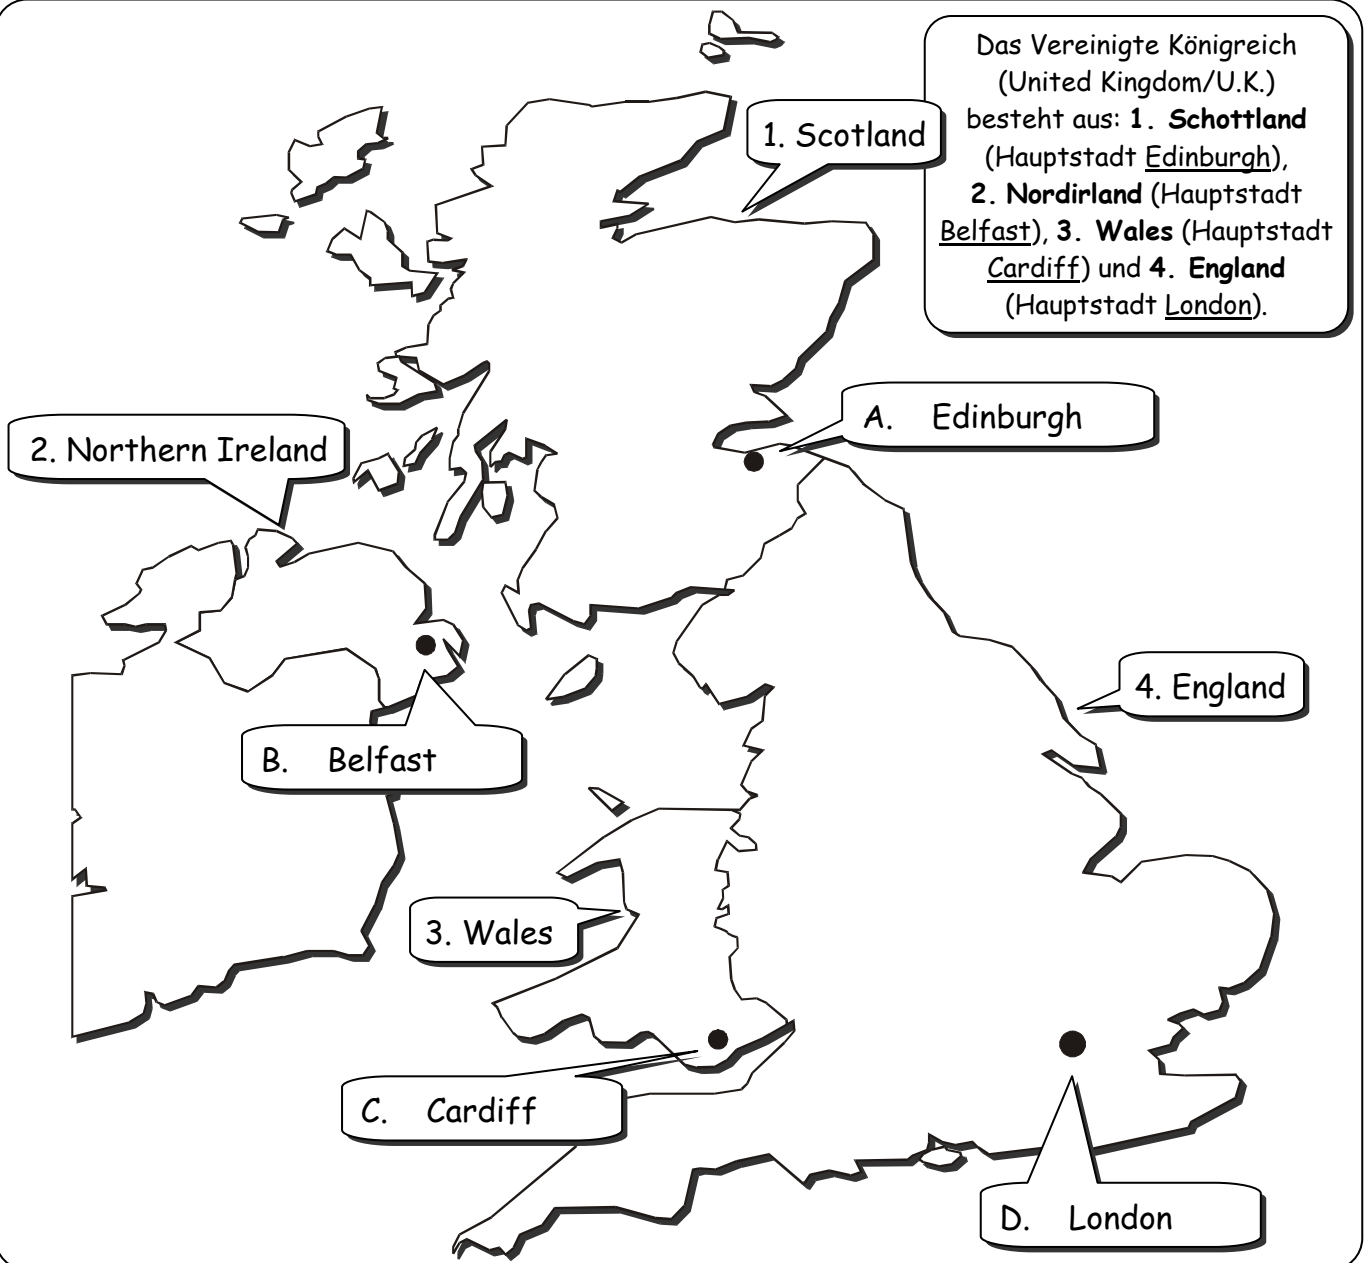 Das Vereinigte Königreich
(United Kingdom/U.K.)
besteht aus: 1. Schottland
(Hauptstadt Edinburgh),
2. Nordirland (Hauptstadt
Belfast), 3. Wales (Hauptstadt
Cardiff) und 4. England
(Hauptstadt London).
1. Scotland
A. Edinburgh
2. Northern Ireland
4. England
B. Belfast
3. Wales
C. Cardiff
D. London